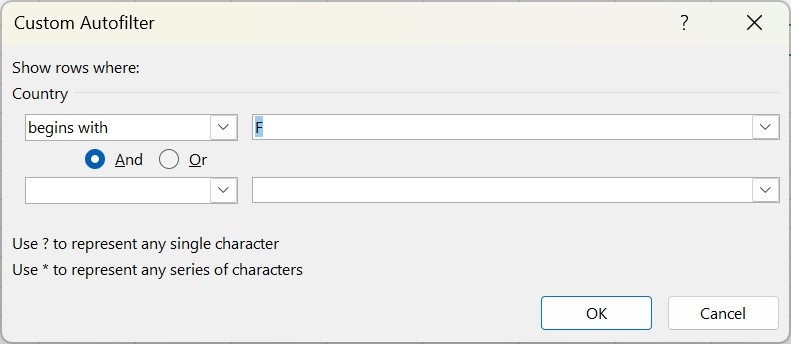 Custom Autofilter ?
Show rows where:
Country
begins with F
And Or
Use ? to represent any single character
Use * to represent any series of characters
OK Cancel